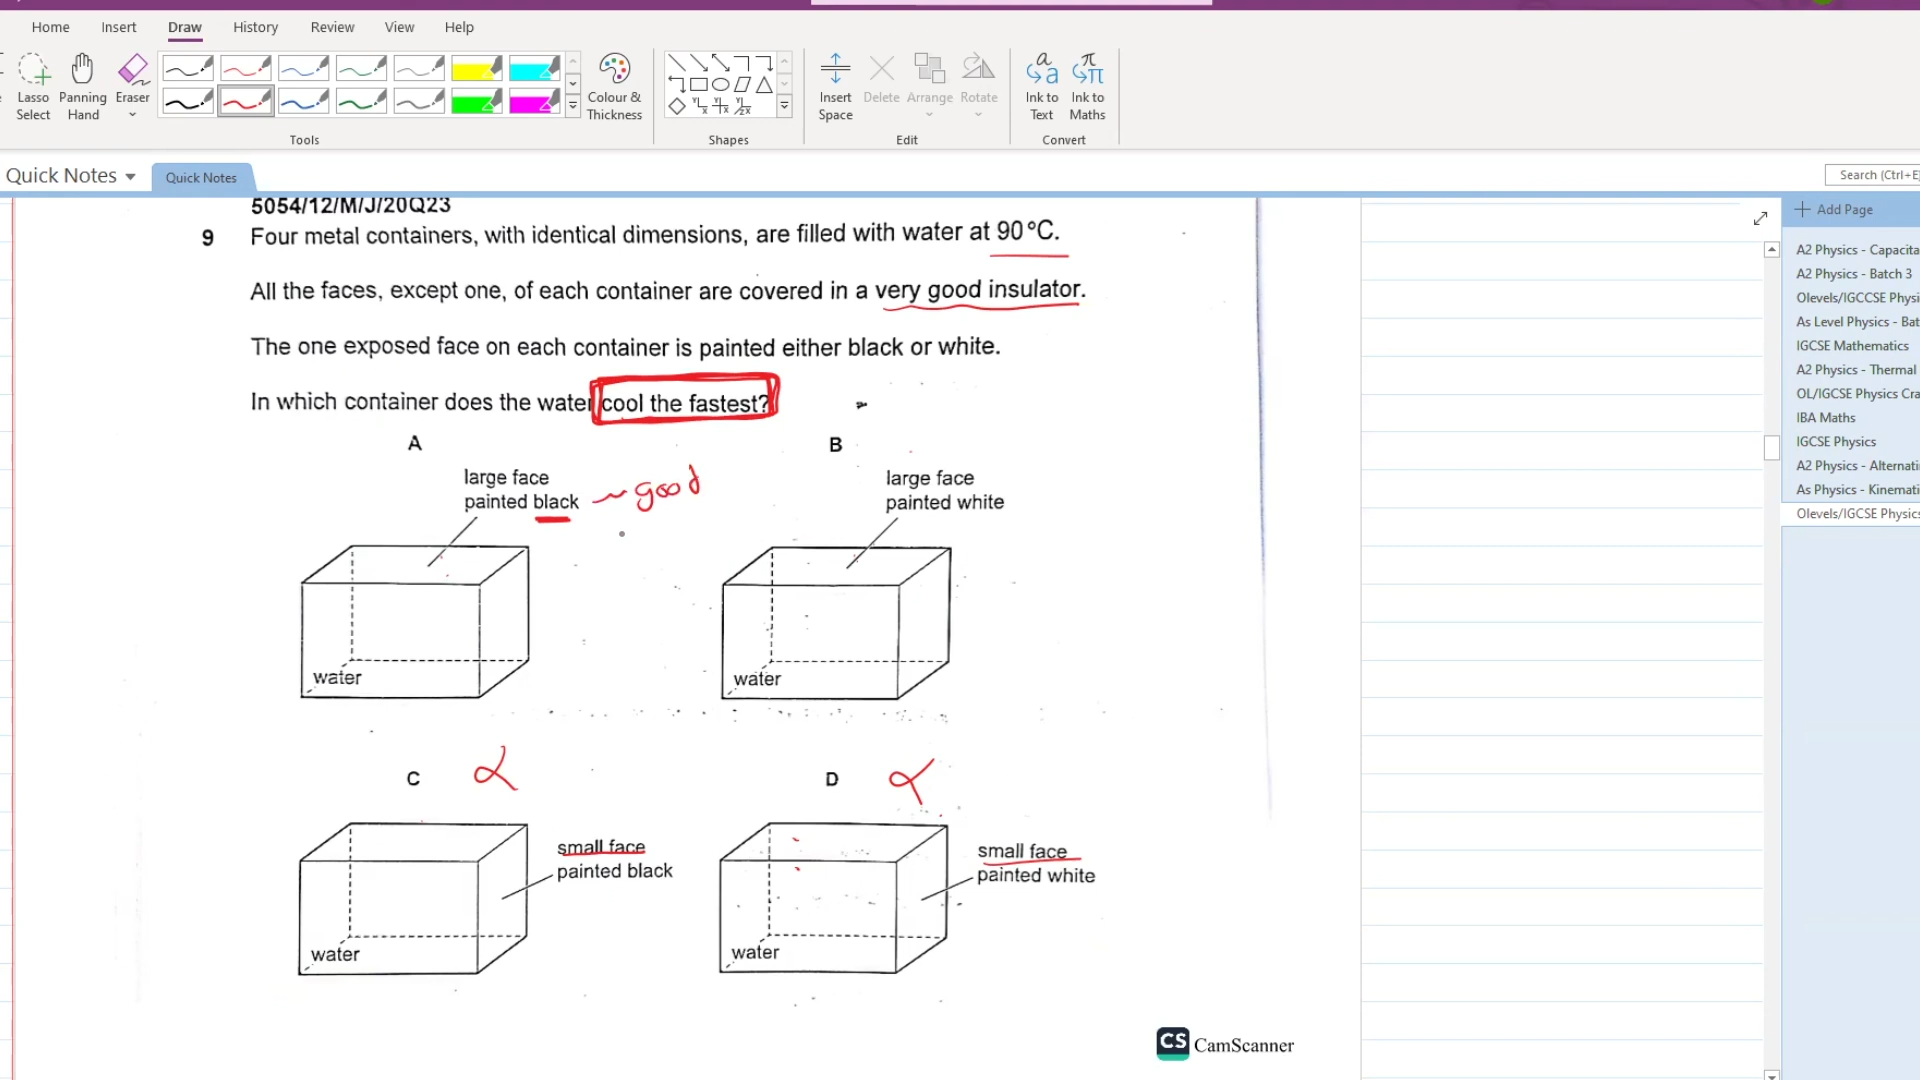 Home Insert Draw History Review View Help
Lasso Select
Panning Hand
Eraser
Colour & Thickness
Insert Space
Delete
Arrange
Rotate
Ink to Text
Ink to Maths
Tools
Shapes
Edit
Convert
Quick Notes
Quick Notes
Search (Ctrl+E
Add Page
A2 Physics - Capacita
A2 Physics - Batch 3
Olevels/IGCCSE Physi
As Level Physics - Bat
IGCSE Mathematics
A2 Physics - Thermal
OL/IGCSE Physics Cra
IBA Maths
IGCSE Physics
A2 Physics - Alternati
As Physics - Kinemati
Olevels/IGCSE Physics
5054/12/M/J/20Q23
9 Four metal containers, with identical dimensions, are filled with water at 90 °C.
All the faces, except one, of each container are covered in a very good insulator.
The one exposed face on each container is painted either black or white.
In which container does the water cool the fastest?
A
large face
painted black ~ good
water
B
large face
painted white
water
C
small face
painted black
water
D
small face
painted white
water
CS CamScanner